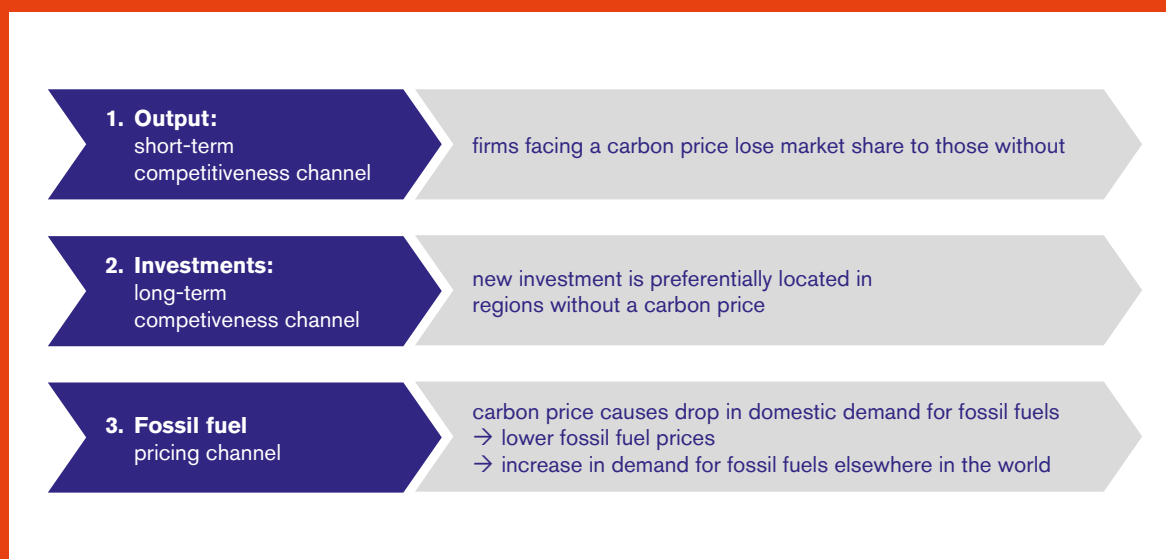 1. Output:
short-term
competitiveness channel
firms facing a carbon price lose market share to those without
2. Investments:
long-term
competiveness channel
new investment is preferentially located in
regions without a carbon price
3. Fossil fuel
pricing channel
carbon price causes drop in domestic demand for fossil fuels
→ lower fossil fuel prices
→ increase in demand for fossil fuels elsewhere in the world